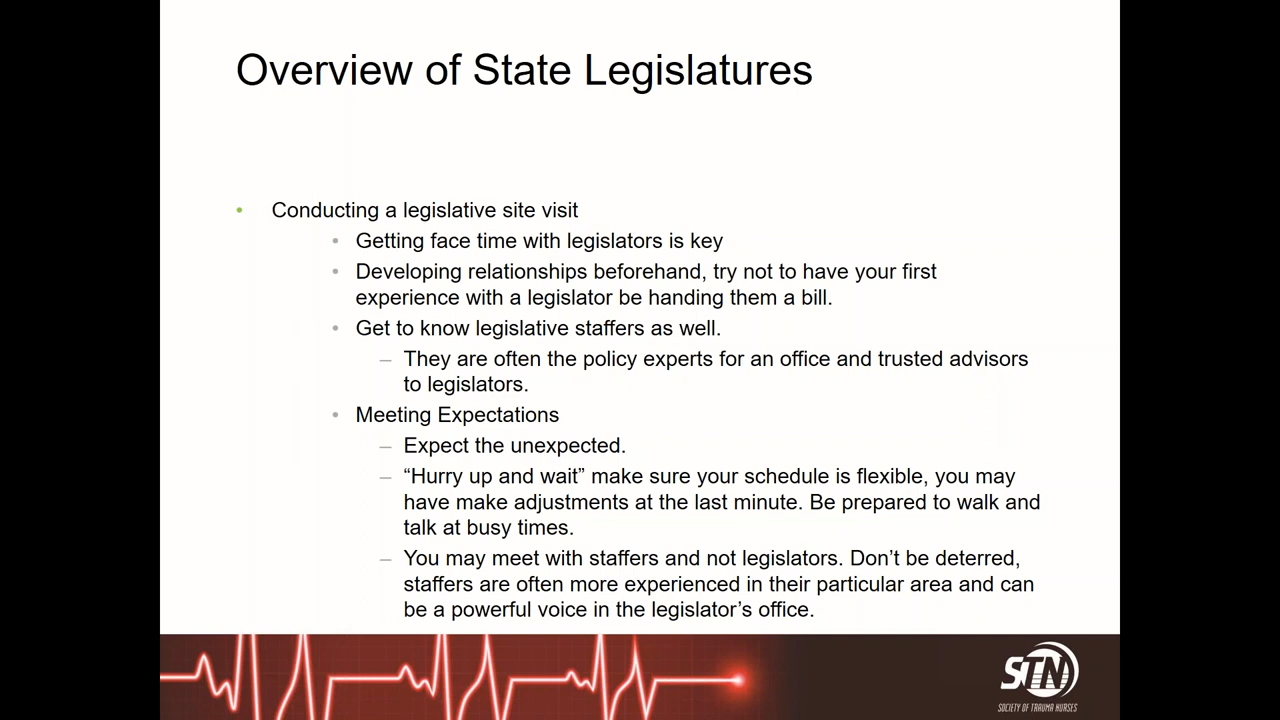 Overview of State Legislatures
• Conducting a legislative site visit
• Getting face time with legislators is key
• Developing relationships beforehand, try not to have your first
experience with a legislator be handing them a bill.
• Get to know legislative staffers as well.
– They are often the policy experts for an office and trusted advisors
to legislators.
• Meeting Expectations
– Expect the unexpected.
– “Hurry up and wait” make sure your schedule is flexible, you may
have make adjustments at the last minute. Be prepared to walk and
talk at busy times.
– You may meet with staffers and not legislators. Don’t be deterred,
staffers are often more experienced in their particular area and can
be a powerful voice in the legislator’s office.
STN
SOCIETY OF TRAUMA NURSES